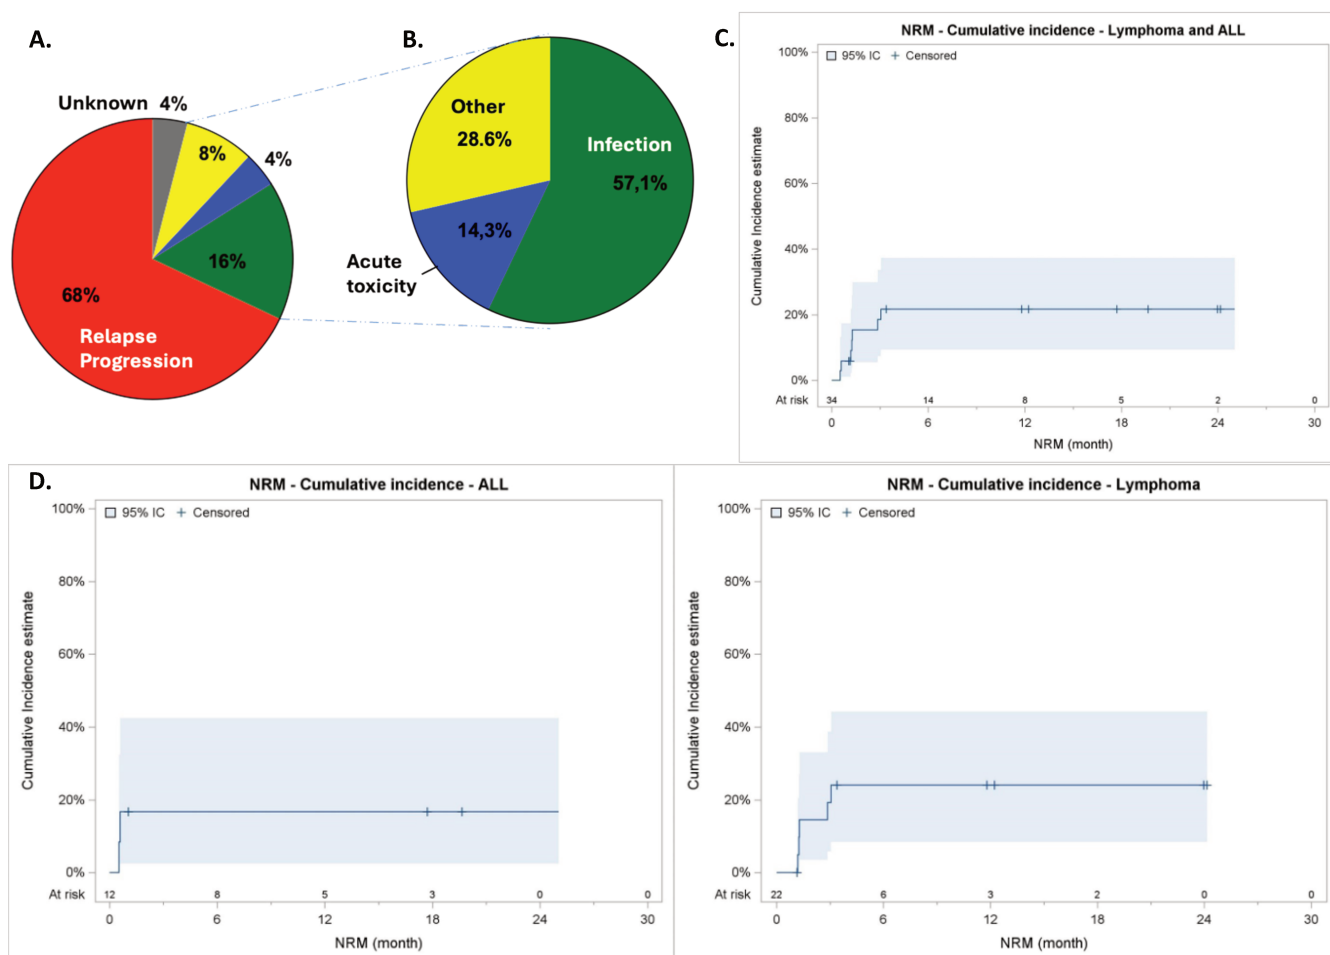 A.
Unknown 4%
8%
4%
16%
68%
Relapse
Progression
B.
Other
28.6%
Infection
57,1%
14,3%
Acute
toxicity
C.
NRM - Cumulative incidence - Lymphoma and ALL
95% IC + Censored
Cumulative Incidence estimate
100%
80%
60%
40%
20%
0%
At risk 34 14 8 5 2 0
0 6 12 18 24 30
NRM (month)
D.
NRM - Cumulative incidence - ALL
95% IC + Censored
Cumulative Incidence estimate
100%
80%
60%
40%
20%
0%
At risk 12 8 5 3 0 0
0 6 12 18 24 30
NRM (month)
NRM - Cumulative incidence - Lymphoma
95% IC + Censored
Cumulative Incidence estimate
100%
80%
60%
40%
20%
0%
At risk 22 6 3 2 0 0
0 6 12 18 24 30
NRM (month)